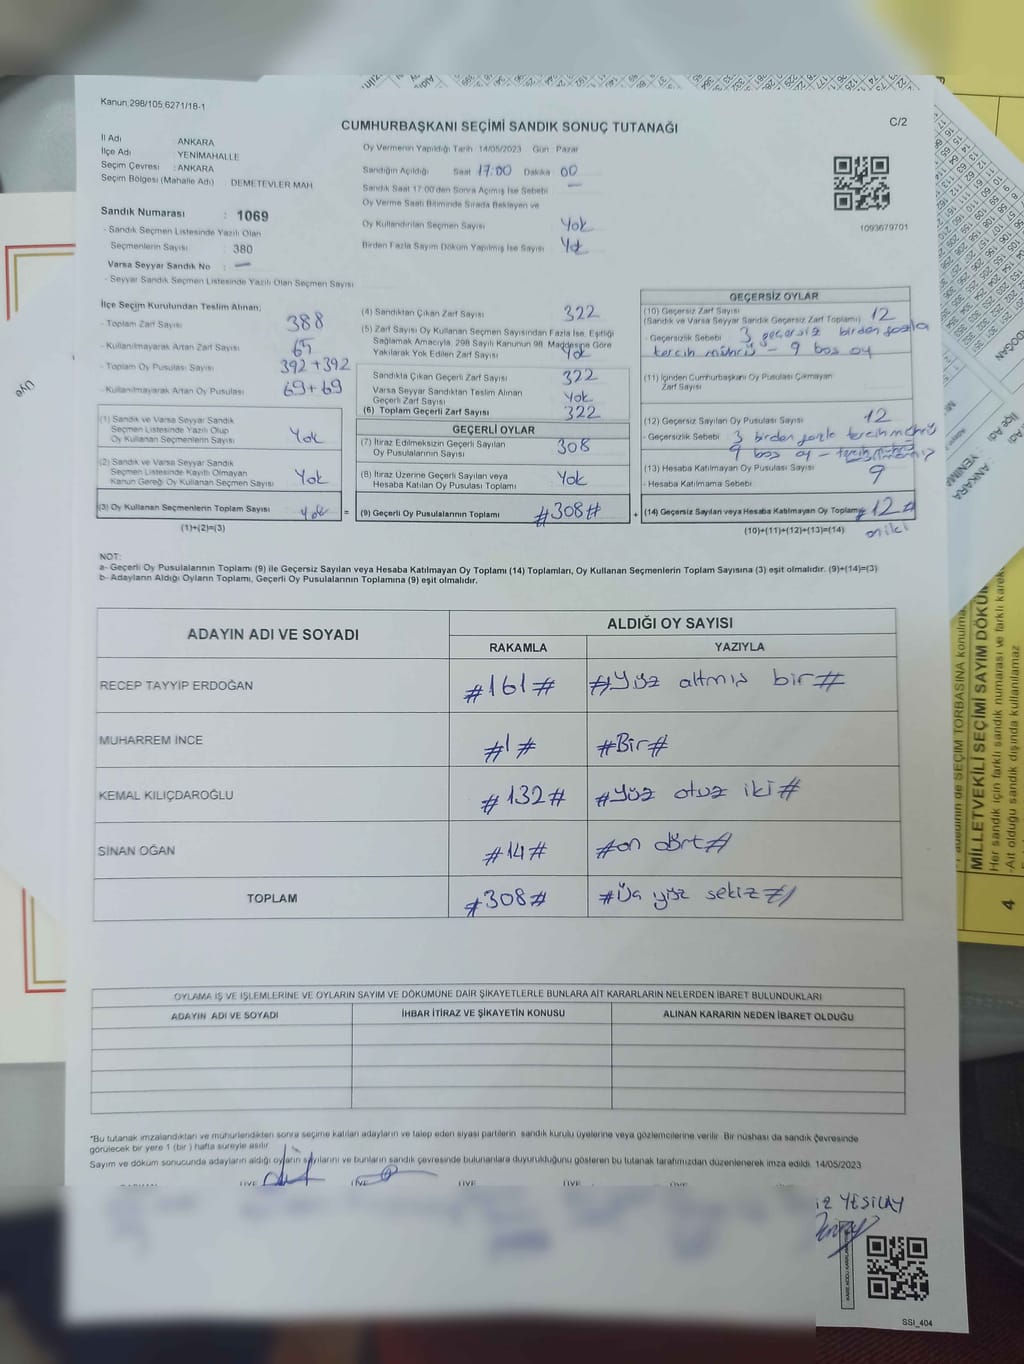 Kanun 298/105,6271/18-1
CUMHURBAŞKANI SEÇİMİ SANDIK SONUÇ TUTANAĞI
C/2
İl Adı ANKARA
İlçe Adı YENİMAHALLE
Seçim Çevresi : ANKARA
Seçim Bölgesi (Mahalle Adı) DEMETEVLER MAH
Sandık Numarası : 1069
- Sandık Seçmen Listesinde Yazılı Olan
Seçmenlerin Sayısı : 380
Varsa Seyyar Sandık No : —
- Seyyar Sandık Seçmen Listesinde Yazılı Olan Seçmen Sayısı
Oy Vermenin Yapıldığı Tarih : 14/05/2023 Gün : Pazar
Sandığın Açıldığı Saat 17:00 Dakika 00
Sandık Saat 17:00'den Sonra Açılmış İse Sebebi —
Oy Verme Saati Bitiminde Sırada Bekleyen ve
Oy Kullandırılan Seçmen Sayısı Yok
Birden Fazla Sayım Döküm Yapılmış İse Sayısı Yok
1093679701
İlçe Seçim Kurulundan Teslim Alınan;
- Toplam Zarf Sayısı 388
- Kullanılmayarak Artan Zarf Sayısı
- Toplam Oy Pusulası Sayısı 392+392
- Kullanılmayarak Artan Oy Pusulası 69+69
(1) Sandık ve Varsa Seyyar Sandık
Seçmen Listesinde Yazılı Olup
Oy Kullanan Seçmenlerin Sayısı Yok
(2) Sandık ve Varsa Seyyar Sandık
Seçmen Listesinde Kayıtlı Olmayan
Kanun Gereği Oy Kullanan Seçmen Sayısı Yok
(3) Oy Kullanan Seçmenlerin Toplam Sayısı Yok =
(1)+(2)=(3)
(4) Sandıktan Çıkan Zarf Sayısı 322
(5) Zarf Sayısı Oy Kullanan Seçmen Sayısından Fazla İse, Eşitliği
Sağlamak Amacıyla, 298 Sayılı Kanunun 98. Maddesine Göre
Yakılarak Yok Edilen Zarf Sayısı Yok
Sandıkta Çıkan Geçerli Zarf Sayısı 322
Varsa Seyyar Sandıktan Teslim Alınan
Geçerli Zarf Sayısı Yok
(6) Toplam Geçerli Zarf Sayısı 322
GEÇERLİ OYLAR
(7) İtiraz Edilmeksizin Geçerli Sayılan
Oy Pusulalarının Sayısı 308
(8) İtiraz Üzerine Geçerli Sayılan veya
Hesaba Katılan Oy Pusulası Toplamı Yok
(9) Geçerli Oy Pusulalarının Toplamı #308# +
GEÇERSİZ OYLAR
(10) Geçersiz Zarf Sayısı
(Sandık ve Varsa Seyyar Sandık Geçersiz Zarf Toplamı) 12
- Geçersizlik Sebebi 3 geçersiz birden fazla
tercih mührü - 9 boş oy
(11) İçinden Cumhurbaşkanı Oy Pusulası Çıkmayan
Zarf Sayısı
(12) Geçersiz Sayılan Oy Pusulası Sayısı 12
- Geçersizlik Sebebi 3 birden fazla tercih mührü
9 boş oy -
(13) Hesaba Katılmayan Oy Pusulası Sayısı 9
- Hesaba Katılmama Sebebi
(14) Geçersiz Sayılan veya Hesaba Katılmayan Oy Toplamı #12#
(10)+(11)+(12)+(13)=(14) oniki
NOT:
a- Geçerli Oy Pusulalarının Toplamı (9) ile Geçersiz Sayılan veya Hesaba Katılmayan Oy Toplamı (14) Toplamları, Oy Kullanan Seçmenlerin Toplam Sayısına (3) eşit olmalıdır. (9)+(14)=(3)
b- Adayların Aldığı Oyların Toplamı, Geçerli Oy Pusulalarının Toplamına (9) eşit olmalıdır.
ADAYIN ADI VE SOYADI
ALDIĞI OY SAYISI
RAKAMLA YAZIYLA
RECEP TAYYİP ERDOĞAN #161# #Yüz altmış bir#
MUHARREM İNCE #1# #Bir#
KEMAL KILIÇDAROĞLU #132# #Yüz otuz iki#
SİNAN OĞAN #14# #on dört#
TOPLAM #308# #Üç yüz sekiz#
OYLAMA İŞ VE İŞLEMLERİNE VE OYLARIN SAYIM VE DÖKÜMÜNE DAİR ŞİKAYETLERLE BUNLARA AİT KARARLARIN NELERDEN İBARET BULUNDUKLARI
ADAYIN ADI VE SOYADI İHBAR İTİRAZ VE ŞİKAYETİN KONUSU ALINAN KARARIN NEDEN İBARET OLDUĞU
*Bu tutanak imzalandıktan ve mühürlendikten sonra seçime katılan adayların ve talep eden siyasi partilerin sandık kurulu üyelerine veya gözlemcilerine verilir. Bir nüshası da sandık çevresinde
görülecek bir yere 1 (bir) hafta süreyle asılır.
Sayım ve döküm sonucunda adayların aldığı oyların sayılarını ve bunların sandık çevresinde bulunanlara duyurulduğunu gösteren bu tutanak tarafımızdan düzenlenerek imza edildi. 14/05/2023
ÜYE ÜYE ÜYE ÜYE ÜYE
İZ YEŞİLAY
SSI_404
Üye
MİLLETVEKİLİ SEÇİMİ SAYIM DÖKÜM
Her sandık için farklı sandık numarası ve farklı karek
-Ait olduğu sandık dışında kullanılamaz
4
ANKARA